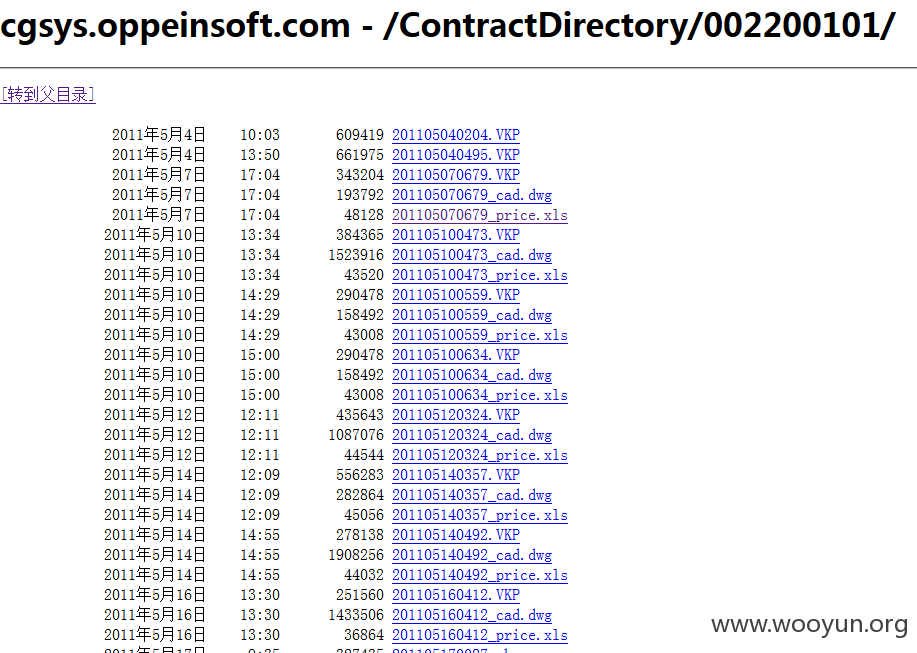 cgsys.oppeinsoft.com - /ContractDirectory/002200101/
[转到父目录]
2011年5月4日 10:03 609419 201105040204.VKP
2011年5月4日 13:50 661975 201105040495.VKP
2011年5月7日 17:04 343204 201105070679.VKP
2011年5月7日 17:04 193792 201105070679_cad.dwg
2011年5月7日 17:04 48128 201105070679_price.xls
2011年5月10日 13:34 384365 201105100473.VKP
2011年5月10日 13:34 1523916 201105100473_cad.dwg
2011年5月10日 13:34 43520 201105100473_price.xls
2011年5月10日 14:29 290478 201105100559.VKP
2011年5月10日 14:29 158492 201105100559_cad.dwg
2011年5月10日 14:29 43008 201105100559_price.xls
2011年5月10日 15:00 290478 201105100634.VKP
2011年5月10日 15:00 158492 201105100634_cad.dwg
2011年5月10日 15:00 43008 201105100634_price.xls
2011年5月12日 12:11 435643 201105120324.VKP
2011年5月12日 12:11 1087076 201105120324_cad.dwg
2011年5月12日 12:11 44544 201105120324_price.xls
2011年5月14日 12:09 556283 201105140357.VKP
2011年5月14日 12:09 282864 201105140357_cad.dwg
2011年5月14日 12:09 45056 201105140357_price.xls
2011年5月14日 14:55 278138 201105140492.VKP
2011年5月14日 14:55 1908256 201105140492_cad.dwg
2011年5月14日 14:55 44032 201105140492_price.xls
2011年5月16日 13:30 251560 201105160412.VKP
2011年5月16日 13:30 1433506 201105160412_cad.dwg
2011年5月16日 13:30 36864 201105160412_price.xls
www.wooyun.org